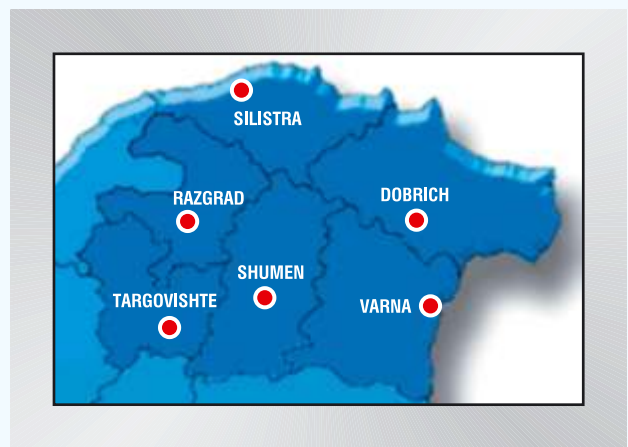 SILISTRA
RAZGRAD
DOBRICH
SHUMEN
TARGOVISHTE
VARNA